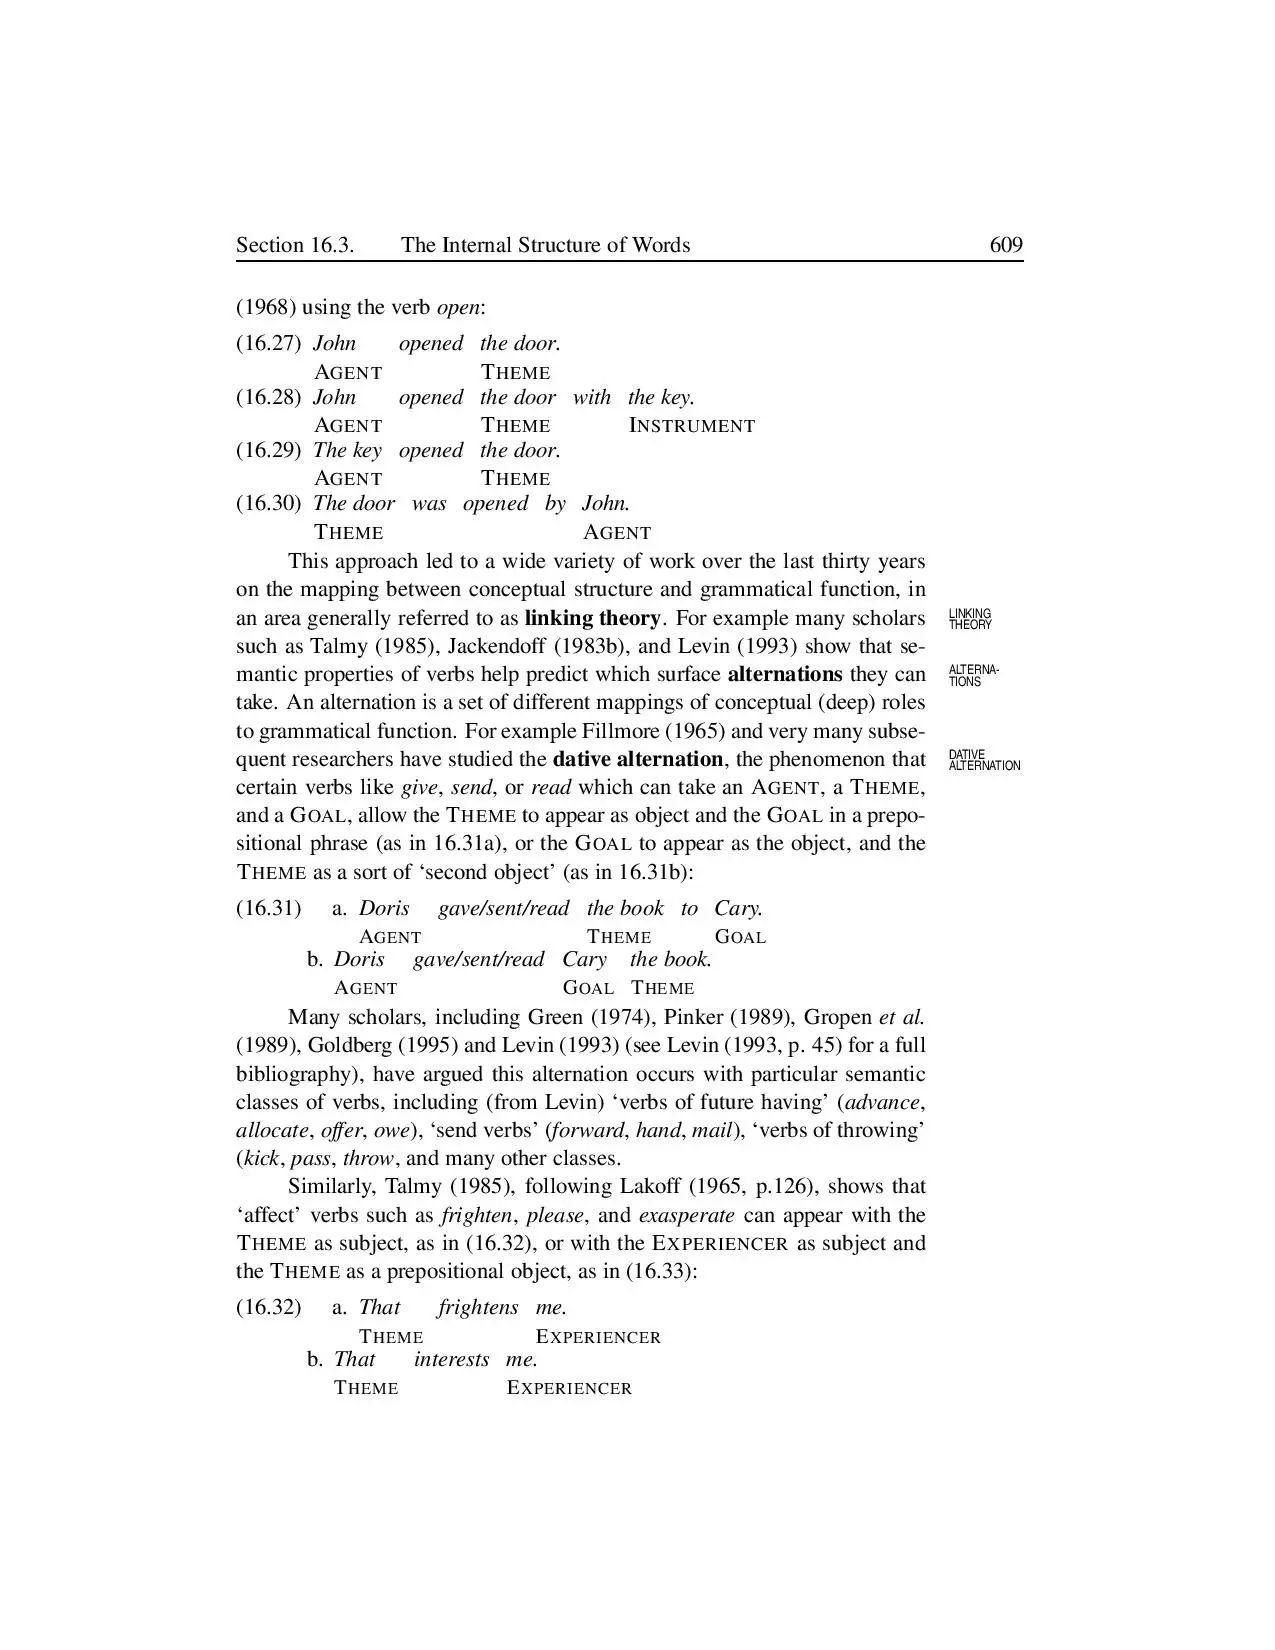 Section 16.3. The Internal Structure of Words 609
(1968) using the verb open:
(16.27) John opened the door.
AGENT THEME
(16.28) John opened the door with the key.
AGENT THEME INSTRUMENT
(16.29) The key opened the door.
AGENT THEME
(16.30) The door was opened by John.
THEME AGENT
This approach led to a wide variety of work over the last thirty years
on the mapping between conceptual structure and grammatical function, in
an area generally referred to as linking theory. For example many scholars
LINKING
THEORY
such as Talmy (1985), Jackendoff (1983b), and Levin (1993) show that se-
mantic properties of verbs help predict which surface alternations they can
ALTERNA-
TIONS
take. An alternation is a set of different mappings of conceptual (deep) roles
to grammatical function. For example Fillmore (1965) and very many subse-
quent researchers have studied the dative alternation, the phenomenon that
DATIVE
ALTERNATION
certain verbs like give, send, or read which can take an AGENT, a THEME,
and a GOAL, allow the THEME to appear as object and the GOAL in a prepo-
sitional phrase (as in 16.31a), or the GOAL to appear as the object, and the
THEME as a sort of ‘second object’ (as in 16.31b):
(16.31) a. Doris gave/sent/read the book to Cary.
AGENT THEME GOAL
b. Doris gave/sent/read Cary the book.
AGENT GOAL THEME
Many scholars, including Green (1974), Pinker (1989), Gropen et al.
(1989), Goldberg (1995) and Levin (1993) (see Levin (1993, p. 45) for a full
bibliography), have argued this alternation occurs with particular semantic
classes of verbs, including (from Levin) ‘verbs of future having’ (advance,
allocate, offer, owe), ‘send verbs’ (forward, hand, mail), ‘verbs of throwing’
(kick, pass, throw, and many other classes.
Similarly, Talmy (1985), following Lakoff (1965, p.126), shows that
‘affect’ verbs such as frighten, please, and exasperate can appear with the
THEME as subject, as in (16.32), or with the EXPERIENCER as subject and
the THEME as a prepositional object, as in (16.33):
(16.32) a. That frightens me.
THEME EXPERIENCER
b. That interests me.
THEME EXPERIENCER